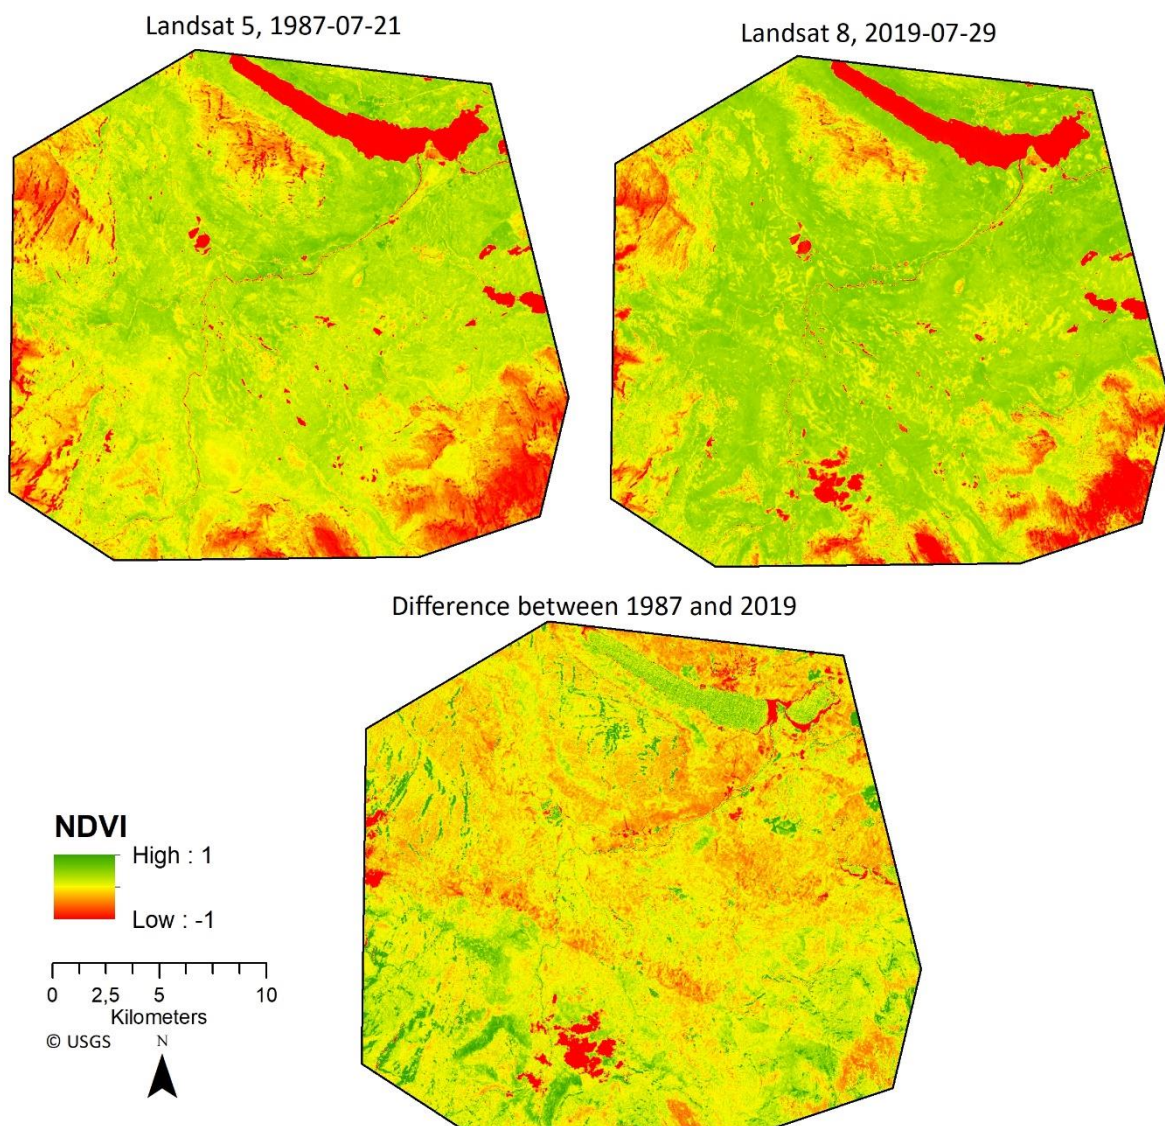 Landsat 5, 1987-07-21
Landsat 8, 2019-07-29
Difference between 1987 and 2019
NDVI
High : 1
Low : -1
0 2,5 5 10
Kilometers
© USGS
N